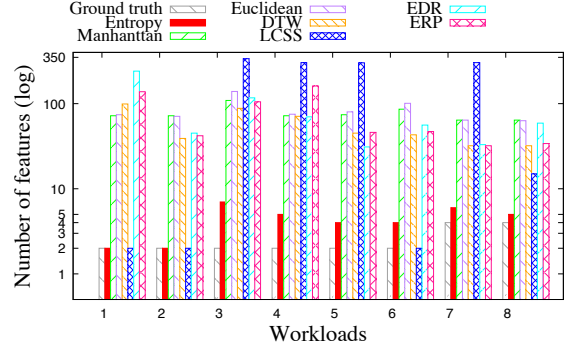 Ground truth Euclidean EDR
Entropy DTW ERP
Manhanttan LCSS
Number of features (log)
350
100
10
5
4
3
2
1
1 2 3 4 5 6 7 8
Workloads